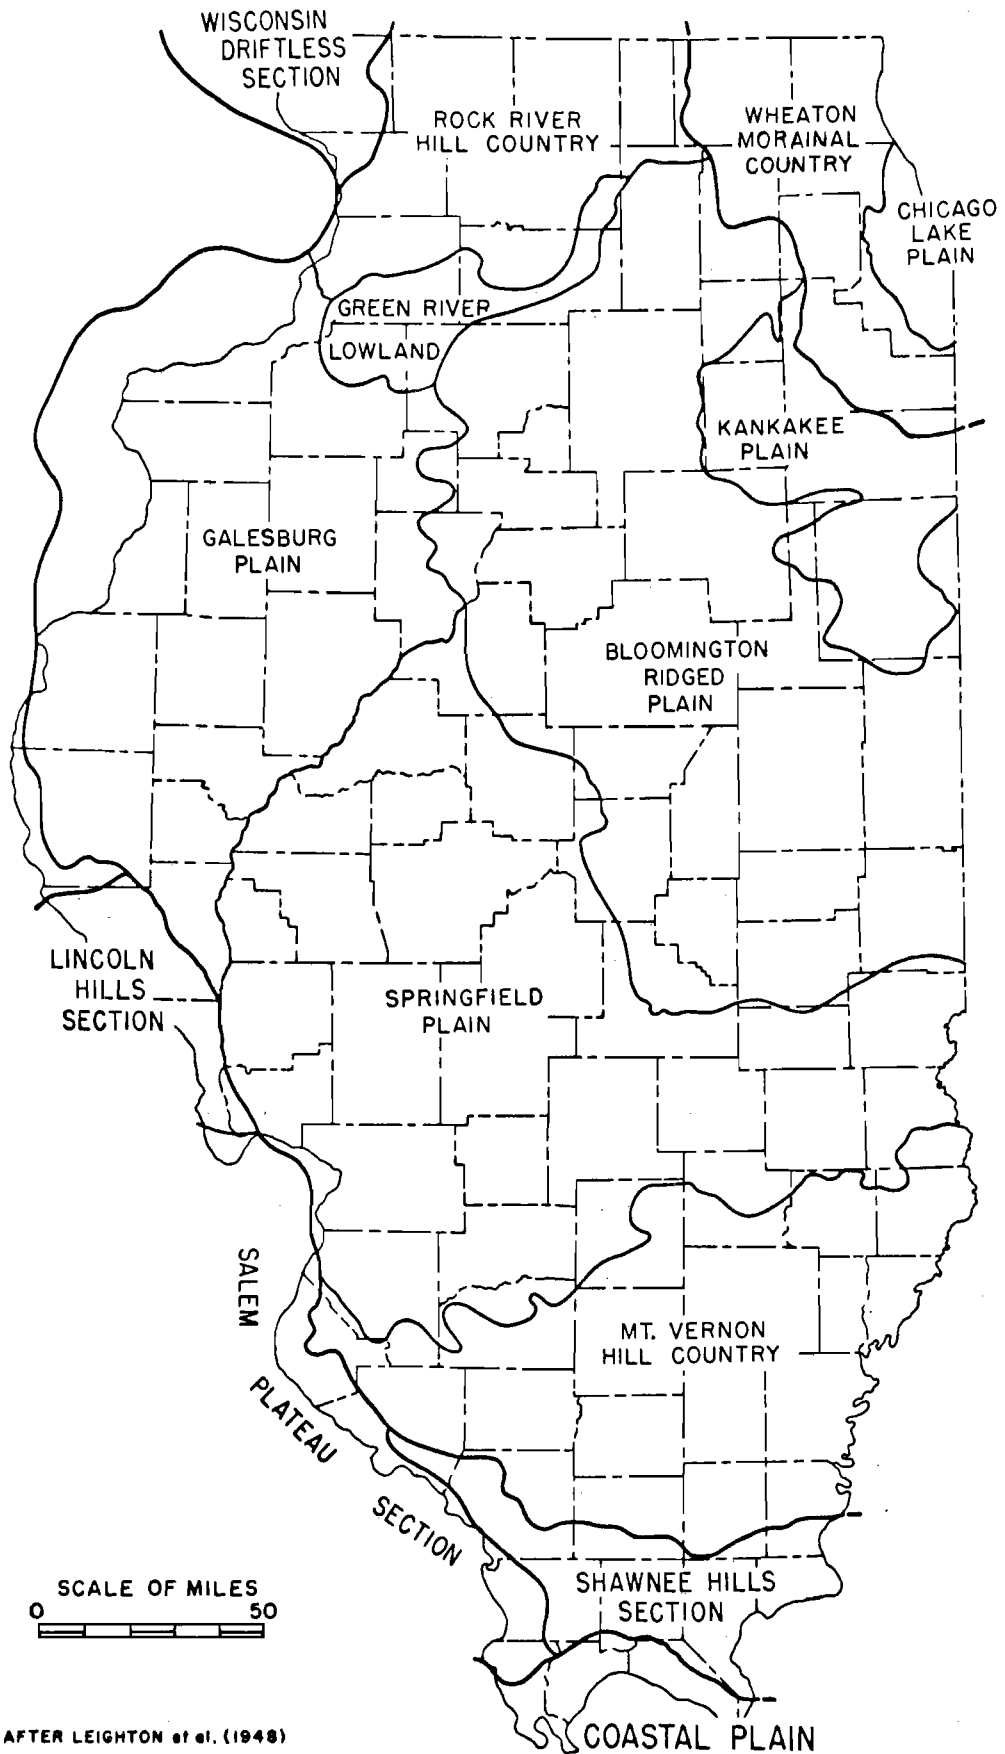 WISCONSIN
DRIFTLESS
SECTION
ROCK RIVER
HILL COUNTRY
WHEATON
MORAINAL
COUNTRY
CHICAGO
LAKE
PLAIN
GREEN RIVER
LOWLAND
KANKAKEE
PLAIN
GALESBURG
PLAIN
BLOOMINGTON
RIDGED
PLAIN
LINCOLN
HILLS
SECTION
SPRINGFIELD
PLAIN
SALEM
PLATEAU
SECTION
MT. VERNON
HILL COUNTRY
SHAWNEE HILLS
SECTION
SCALE OF MILES
0 50
COASTAL PLAIN
AFTER LEIGHTON et al. (1948)